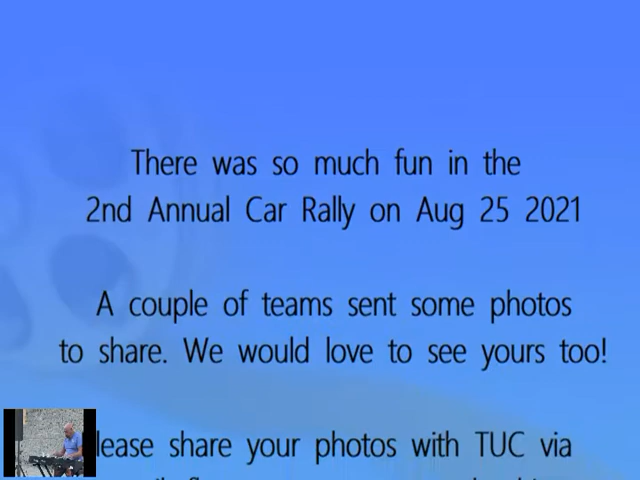 There was so much fun in the
2nd Annual Car Rally on Aug 25 2021
A couple of teams sent some photos
to share. We would love to see yours too!
lease share your photos with TUC via